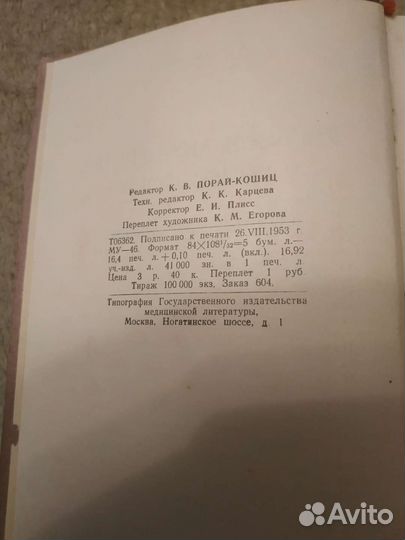 Редактор К. В. ПОРАЙ-КОШИЦ
Техн. редактор К. К. Карцева
Корректор Е. И. Плисс
Переплет художника К. М. Егорова
Т06362. Подписано к печати 26.VIII.1953 г.
МУ—46. Формат 84×108¹/₃₂=5 бум. л.—
16,4 печ. л. + 0,10 печ. л. (вкл.). 16,92
уч.-изд. л. 41 000 зн. в 1 печ. л.
Цена 3 р. 40 к. Переплет 1 руб.
Тираж 100 000 экз. Заказ 604.
Типография Государственного издательства
медицинской литературы,
Москва, Ногатинское шоссе, д. 1
Avito